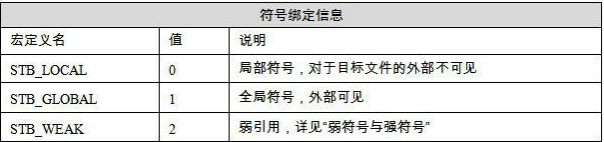 符号绑定信息
宏定义名 值 说明
STB_LOCAL 0 局部符号，对于目标文件的外部不可见
STB_GLOBAL 1 全局符号，外部可见
STB_WEAK 2 弱引用，详见“弱符号与强符号”